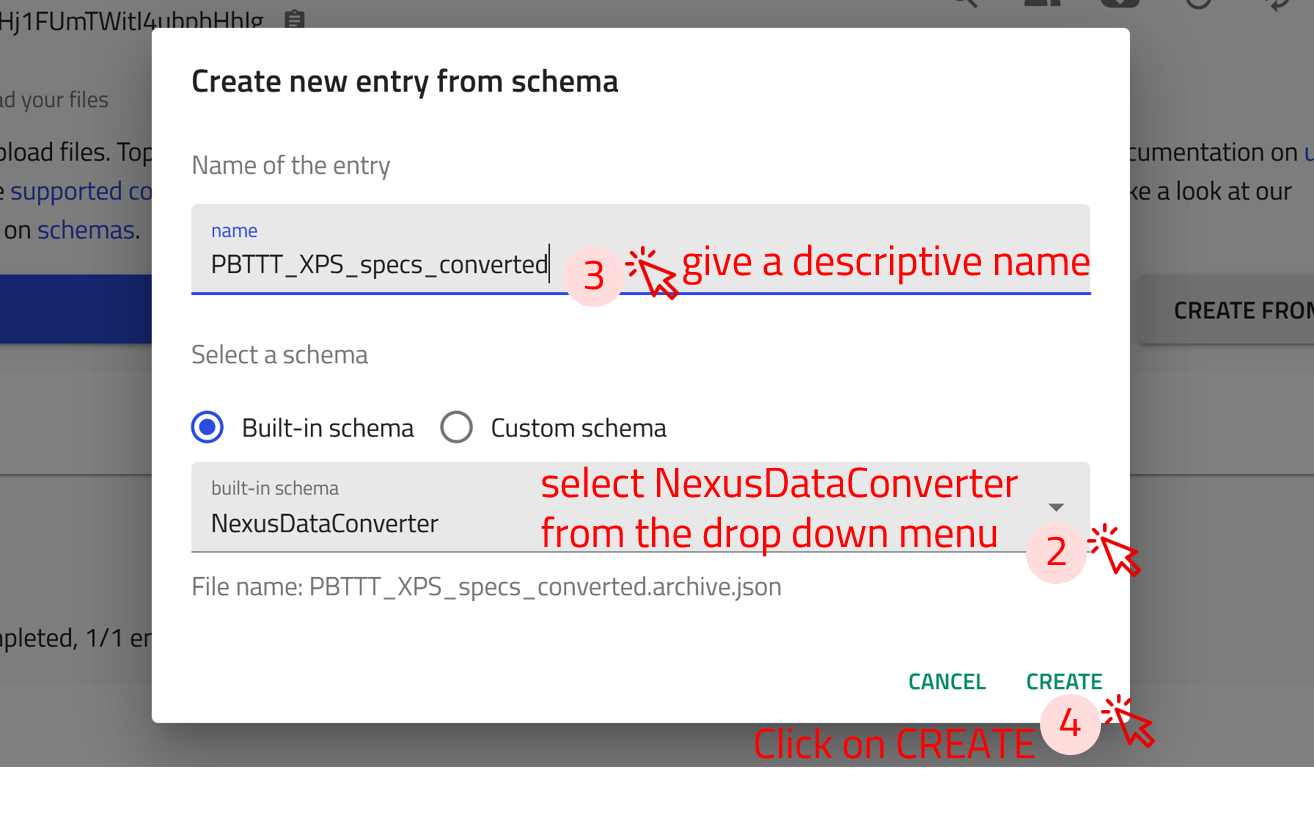 Hj1FUmTWitI4ubphHhIg
Create new entry from schema
ad your files
Name of the entry
pload files. Top
cumentation on u
e supported co
ke a look at our
on schemas.
name
PBTTT_XPS_specs_converted
3
give a descriptive name
CREATE FROM
Select a schema
Built-in schema
Custom schema
built-in schema
NexusDataConverter
select NexusDataConverter
from the drop down menu
2
File name: PBTTT_XPS_specs_converted.archive.json
mpleted, 1/1 en
CANCEL
CREATE
4
Click on CREATE